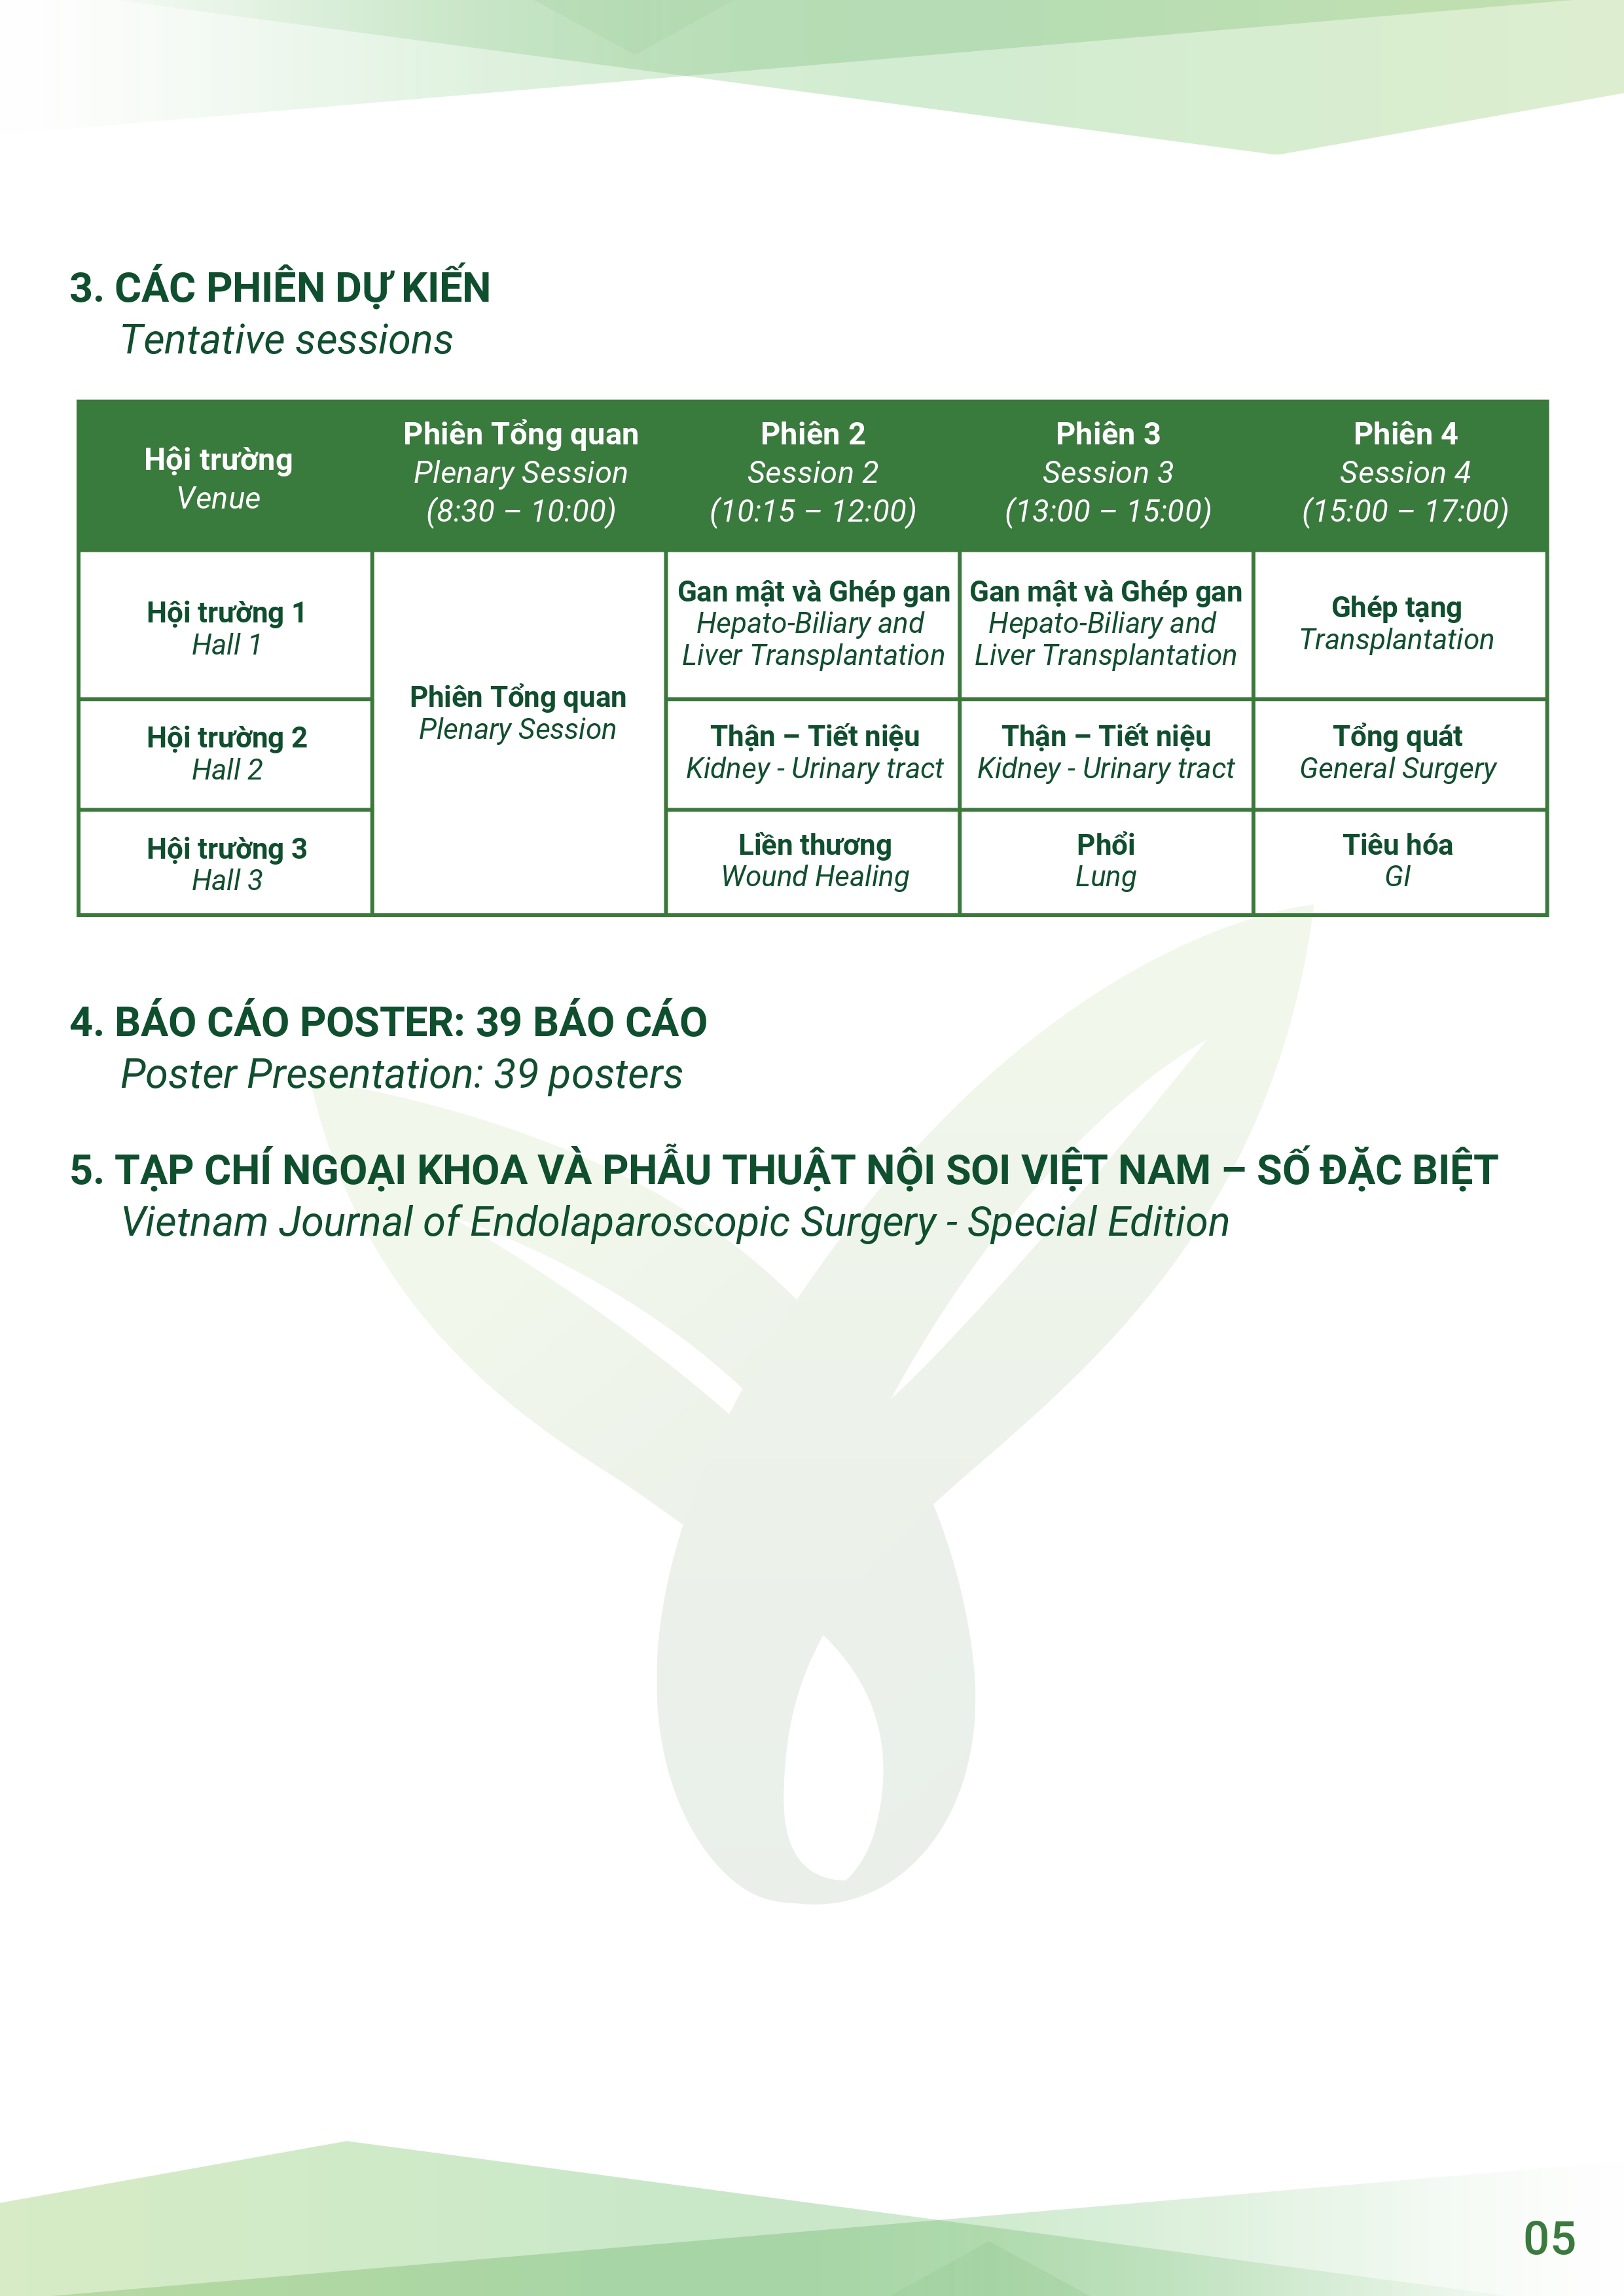 3. CÁC PHIÊN DỰ KIẾN
Tentative sessions
Hội trường
Venue
Phiên Tổng quan
Plenary Session
(8:30 – 10:00)
Phiên 2
Session 2
(10:15 – 12:00)
Phiên 3
Session 3
(13:00 – 15:00)
Phiên 4
Session 4
(15:00 – 17:00)
Hội trường 1
Hall 1
Phiên Tổng quan
Plenary Session
Gan mật và Ghép gan
Hepato-Biliary and
Liver Transplantation
Gan mật và Ghép gan
Hepato-Biliary and
Liver Transplantation
Ghép tạng
Transplantation
Hội trường 2
Hall 2
Thận – Tiết niệu
Kidney - Urinary tract
Thận – Tiết niệu
Kidney - Urinary tract
Tổng quát
General Surgery
Hội trường 3
Hall 3
Liền thương
Wound Healing
Phổi
Lung
Tiêu hóa
GI
4. BÁO CÁO POSTER: 39 BÁO CÁO
Poster Presentation: 39 posters
5. TẠP CHÍ NGOẠI KHOA VÀ PHẪU THUẬT NỘI SOI VIỆT NAM – SỐ ĐẶC BIỆT
Vietnam Journal of Endolaparoscopic Surgery - Special Edition
05